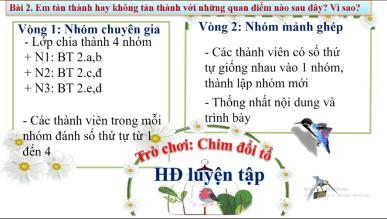 Bài 2. Em tán thành hay không tán thành với những quan điểm nào sau đây? Vì sao?
Vòng 1: Nhóm chuyên gia
- Lớp chia thành 4 nhóm
+ N1: BT 2.a,b
+ N2: BT 2.c,đ
+ N3: BT 2.e,d
- Các thành viên trong mỗi
nhóm đánh số thứ tự từ 1
đến 4
Vòng 2: Nhóm mảnh ghép
- Các thành viên có số thứ
tự giống nhau vào 1 nhóm,
thành lập nhóm mới
- Thống nhất nội dung và
trình bày
Trò chơi: Chim đổi tổ
HĐ luyện tập